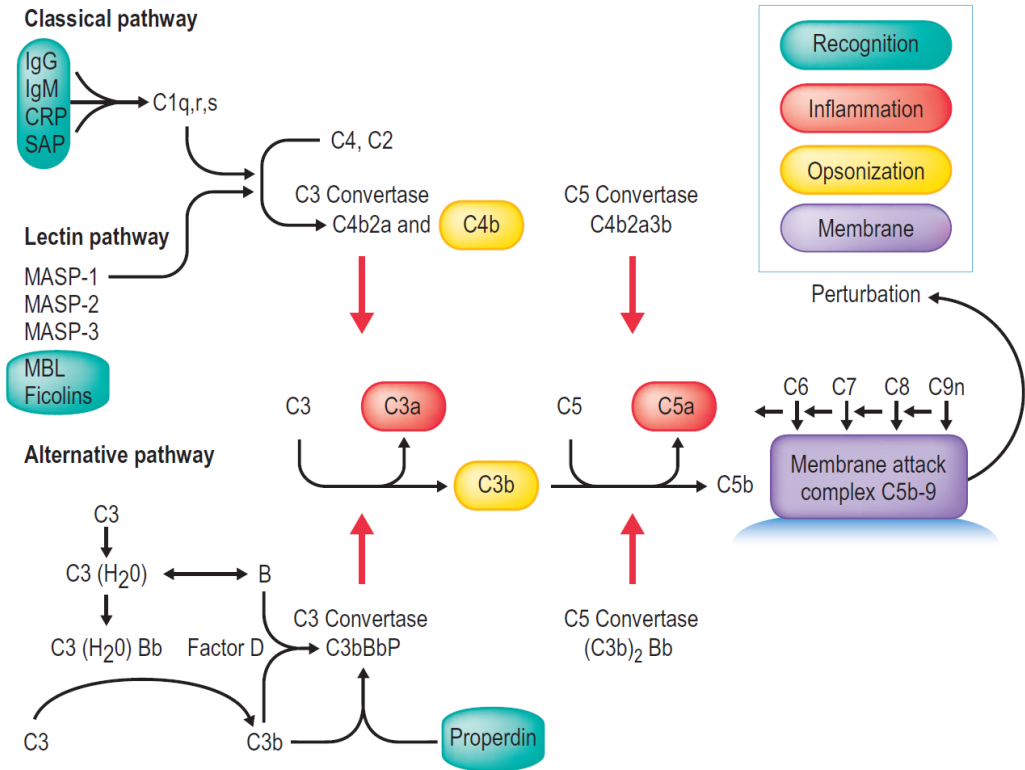 Classical pathway
IgG
IgM
CRP
SAP
C1q,r,s
C4, C2
C3 Convertase
C4b2a and
C4b
C5 Convertase
C4b2a3b
Recognition
Inflammation
Opsonization
Membrane
Perturbation
Lectin pathway
MASP-1
MASP-2
MASP-3
MBL
Ficolins
C3
C3a
C3b
C5
C5a
C5b
C6
C7
C8
C9n
Membrane attack
complex C5b-9
Alternative pathway
C3
C3 (H₂0)
B
C3 (H₂0) Bb
Factor D
C3 Convertase
C3bBbP
C5 Convertase
(C3b)₂ Bb
C3
C3b
Properdin